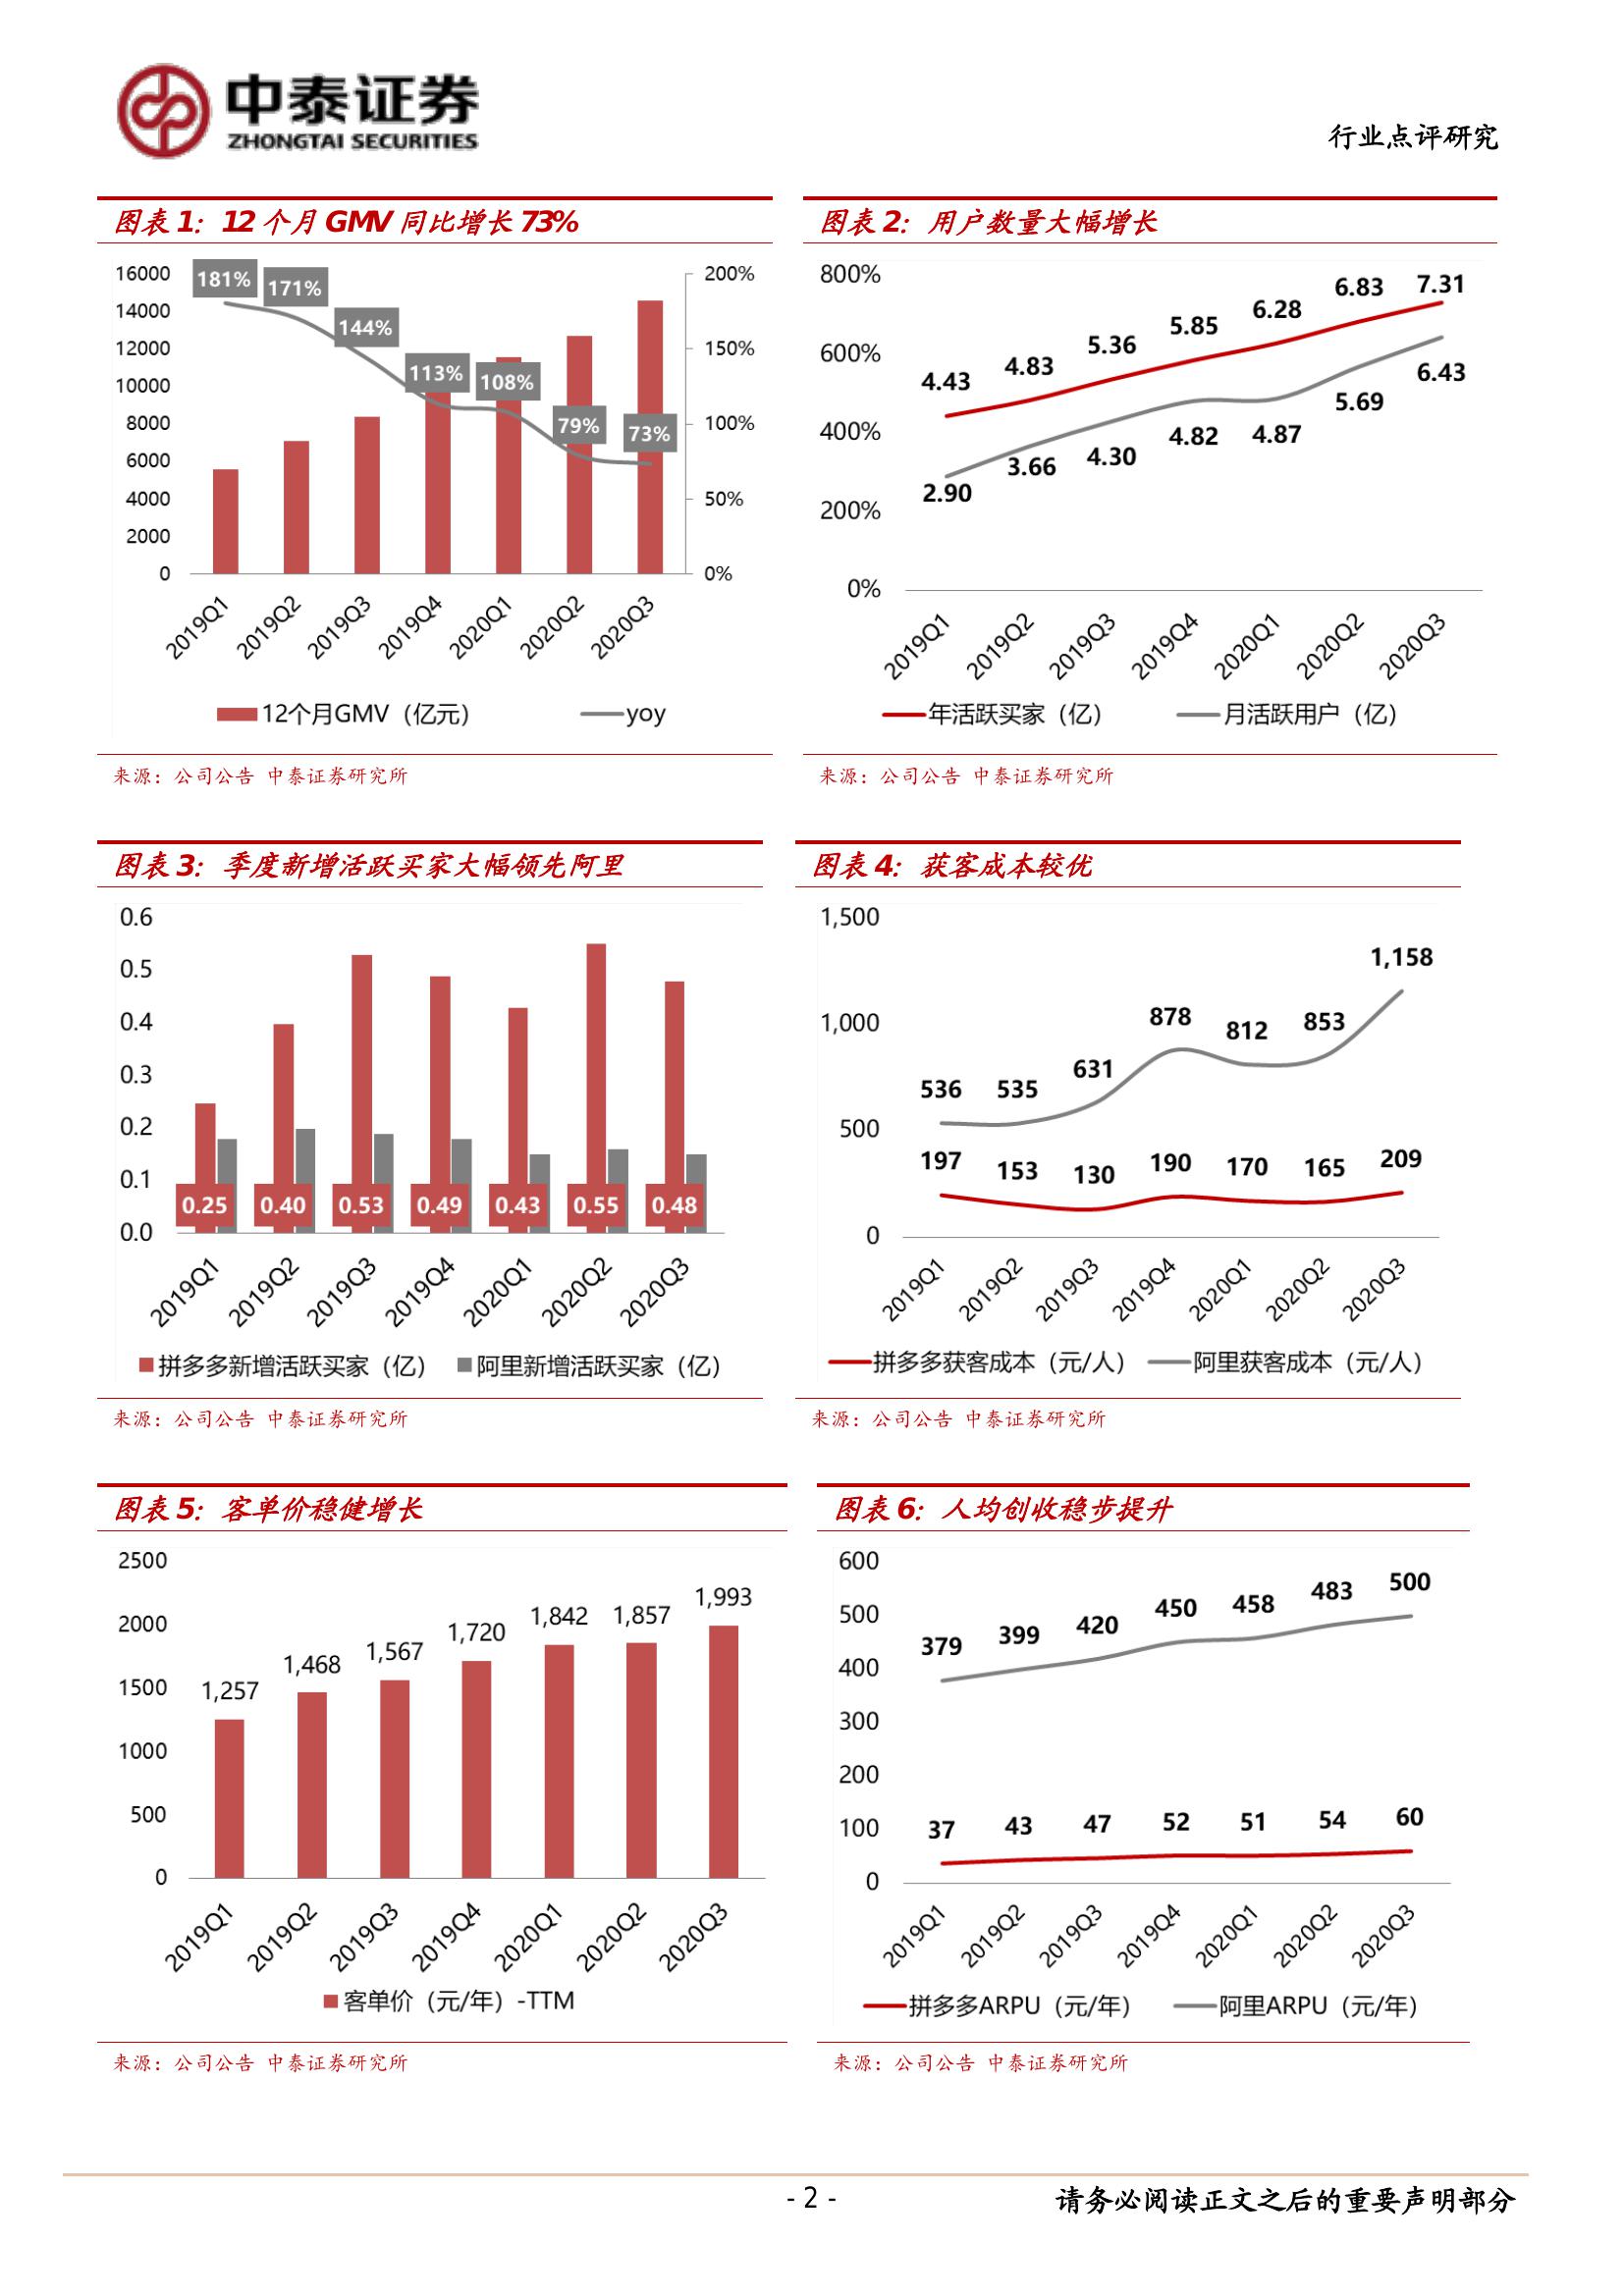 中泰证券
ZHONGTAI SECURITIES
行业点评研究
图表 1：12 个月 GMV 同比增长 73%
16000
14000
12000
10000
8000
6000
4000
2000
0
200%
150%
100%
50%
0%
181%
171%
144%
113%
108%
79%
73%
2019Q1
2019Q2
2019Q3
2019Q4
2020Q1
2020Q2
2020Q3
12个月GMV（亿元）
yoy
来源：公司公告 中泰证券研究所
图表 2：用户数量大幅增长
800%
600%
400%
200%
0%
4.43
4.83
5.36
5.85
6.28
6.83
7.31
2.90
3.66
4.30
4.82
4.87
5.69
6.43
2019Q1
2019Q2
2019Q3
2019Q4
2020Q1
2020Q2
2020Q3
年活跃买家（亿）
月活跃用户（亿）
来源：公司公告 中泰证券研究所
图表 3：季度新增活跃买家大幅领先阿里
0.6
0.5
0.4
0.3
0.2
0.1
0.0
0.25
0.40
0.53
0.49
0.43
0.55
0.48
2019Q1
2019Q2
2019Q3
2019Q4
2020Q1
2020Q2
2020Q3
拼多多新增活跃买家（亿）
阿里新增活跃买家（亿）
来源：公司公告 中泰证券研究所
图表 4：获客成本较优
1,500
1,000
500
0
536
535
631
878
812
853
1,158
197
153
130
190
170
165
209
2019Q1
2019Q2
2019Q3
2019Q4
2020Q1
2020Q2
2020Q3
拼多多获客成本（元/人）
阿里获客成本（元/人）
来源：公司公告 中泰证券研究所
图表 5：客单价稳健增长
2500
2000
1500
1000
500
0
1,257
1,468
1,567
1,720
1,842
1,857
1,993
2019Q1
2019Q2
2019Q3
2019Q4
2020Q1
2020Q2
2020Q3
客单价（元/年）-TTM
来源：公司公告 中泰证券研究所
图表 6：人均创收稳步提升
600
500
400
300
200
100
0
379
399
420
450
458
483
500
37
43
47
52
51
54
60
2019Q1
2019Q2
2019Q3
2019Q4
2020Q1
2020Q2
2020Q3
拼多多ARPU（元/年）
阿里ARPU（元/年）
来源：公司公告 中泰证券研究所
- 2 -
请务必阅读正文之后的重要声明部分